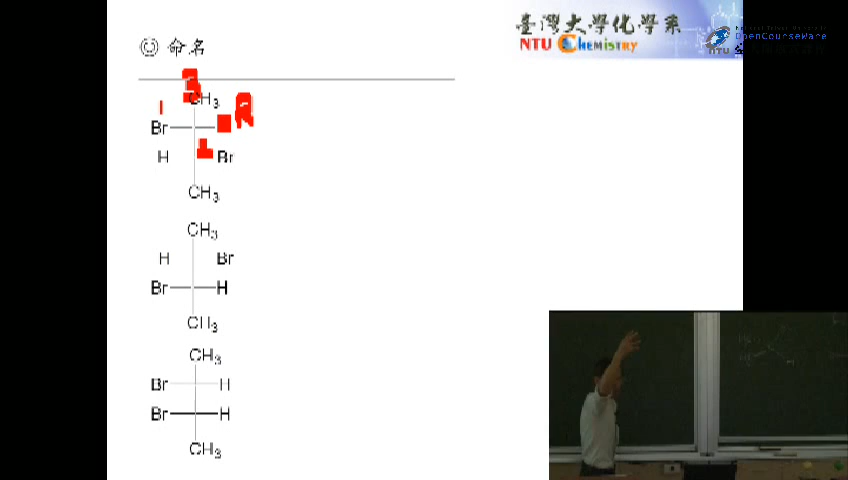 臺灣大學化學系
NTU CHEMISTRY
NTU
OpenCourseWare
◎ 命名
3
CH₃
1
R
Br
2
H
Br
CH₃
CH₃
H Br
Br H
CH₃
CH₃
Br H
Br H
CH₃